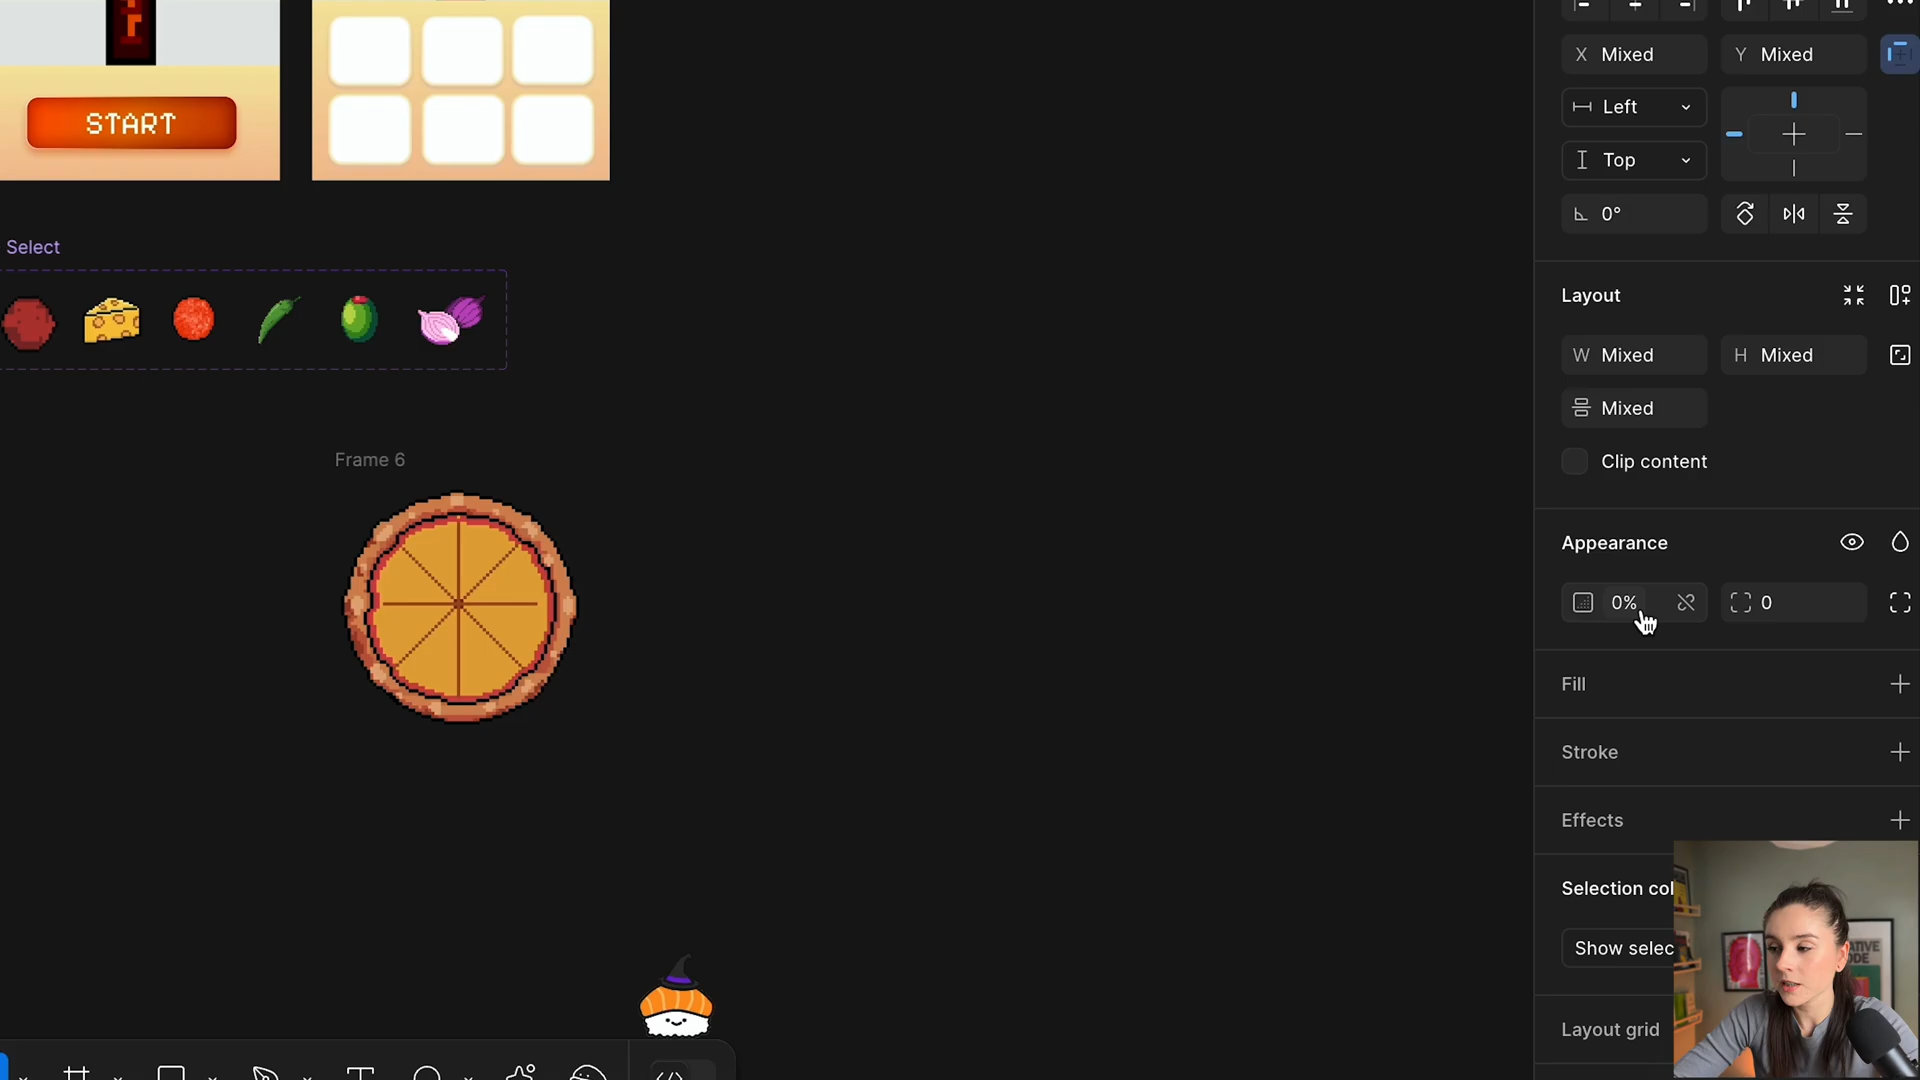 START
Select
Frame 6
X Mixed
Y Mixed
Left
Top
0°
Layout
W Mixed
H Mixed
Mixed
Clip content
Appearance
0%
0
Fill
Stroke
Effects
Selection col
Show selec
Layout grid